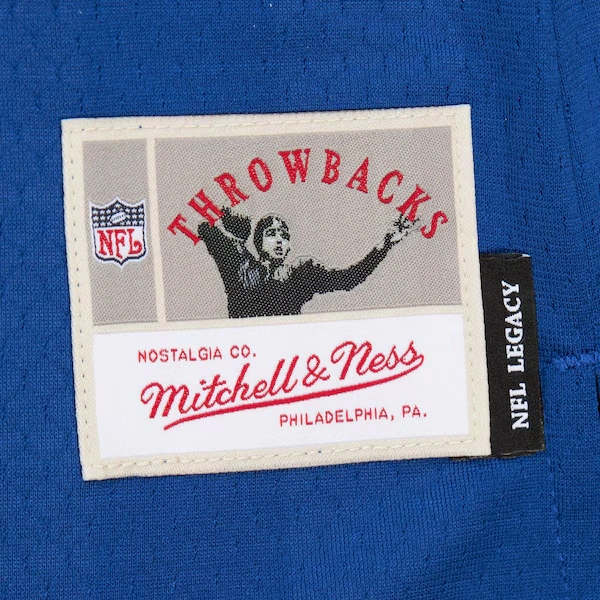 THROWBACKS
NFL
NOSTALGIA CO.
Mitchell & Ness
PHILADELPHIA, PA.
NFL LEGACY